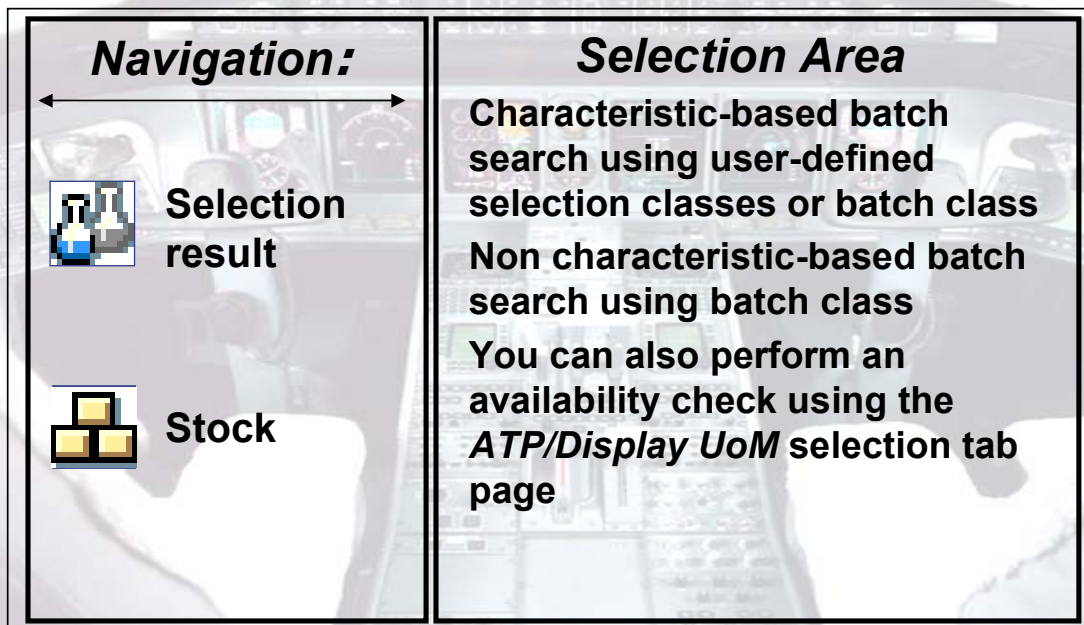 Navigation:
Selection
result
Stock
Selection Area
Characteristic-based batch
search using user-defined
selection classes or batch class
Non characteristic-based batch
search using batch class
You can also perform an
availability check using the
ATP/Display UoM selection tab
page